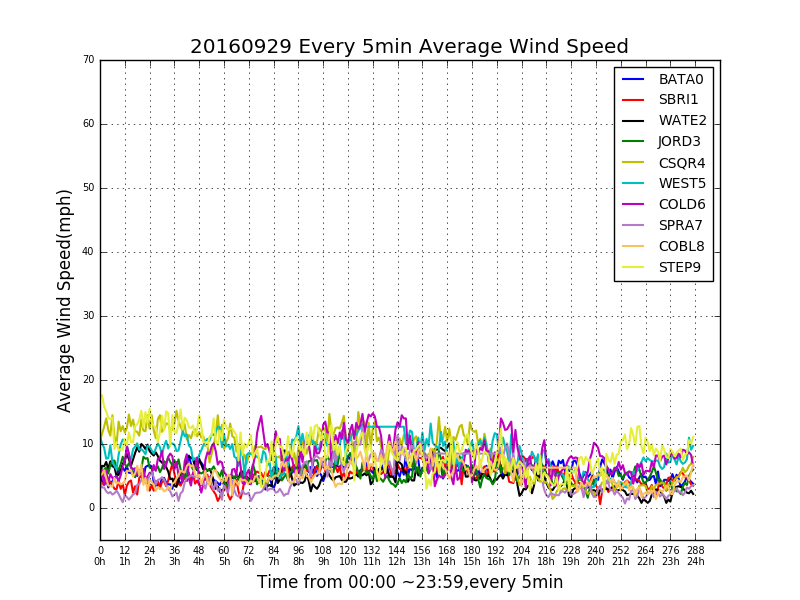 20160929 Every 5min Average Wind Speed
70
60
50
40
30
20
10
0
Average Wind Speed(mph)
BATA0
SBRI1
WATE2
JORD3
CSQR4
WEST5
COLD6
SPRA7
COBL8
STEP9
0 12 24 36 48 60 72 84 96 108 120 132 144 156 168 180 192 204 216 228 240 252 264 276 288
0h 1h 2h 3h 4h 5h 6h 7h 8h 9h 10h 11h 12h 13h 14h 15h 16h 17h 18h 19h 20h 21h 22h 23h 24h
Time from 00:00 ~23:59,every 5min